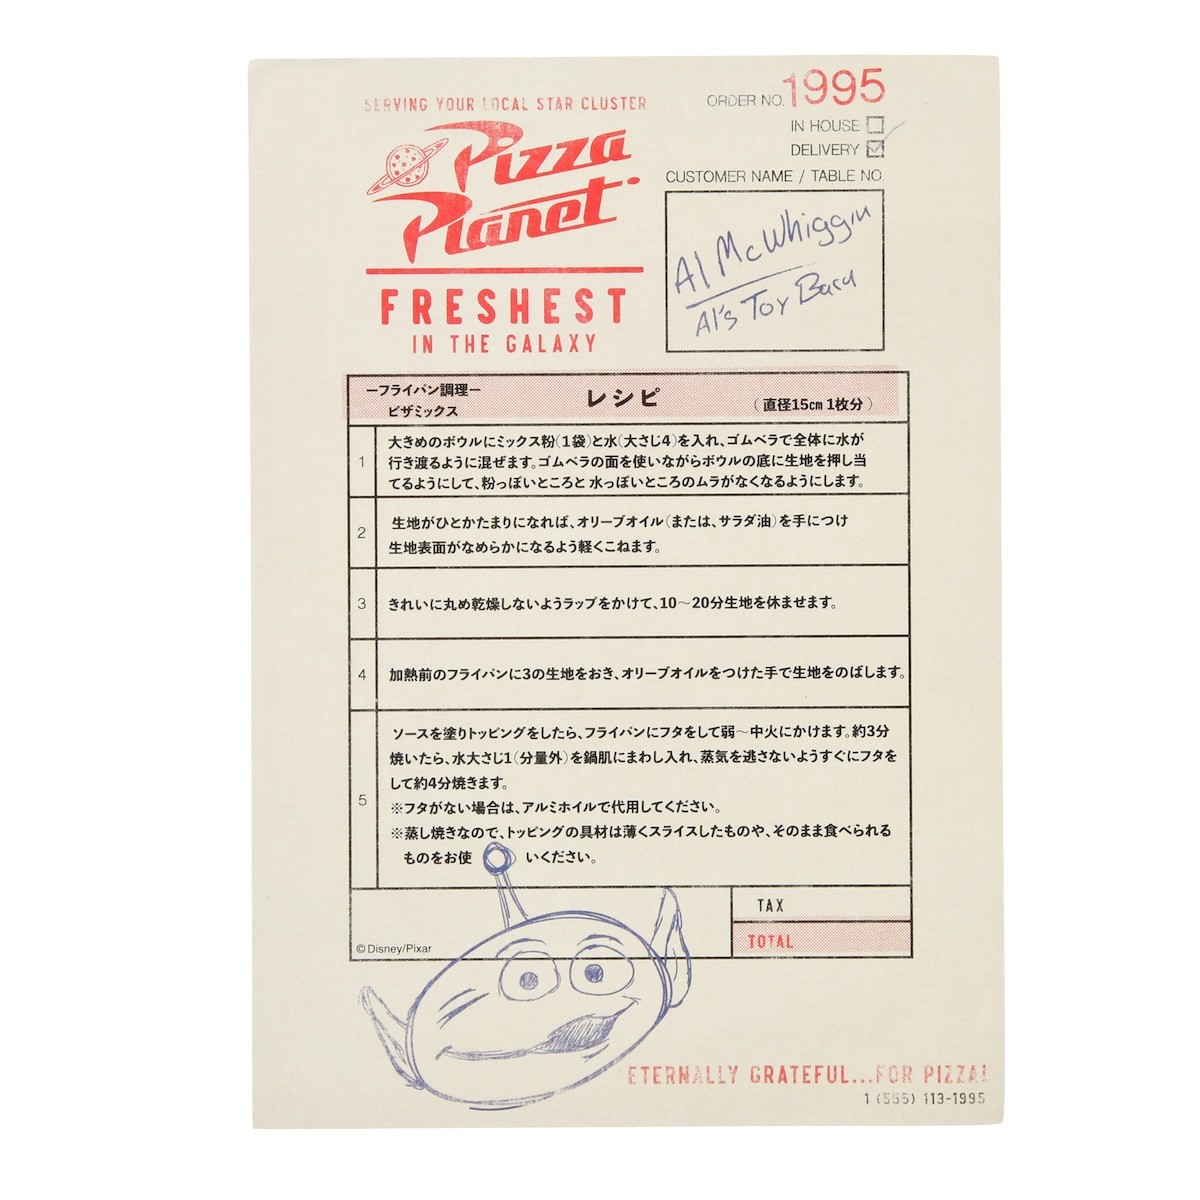 SERVING YOUR LOCAL STAR CLUSTER
Pizza
Planet
FRESHEST
IN THE GALAXY
ORDER NO. 1995
IN HOUSE
DELIVERY
CUSTOMER NAME / TABLE NO.
Al McWhiggin
Al's Toy Barn
ーフライパン調理ー
ピザミックス
レシピ
(直径15cm 1枚分)
1
大きめのボウルにミックス粉(1袋)と水(大さじ4)を入れ、ゴムベラで全体に水が
行き渡るように混ぜます。ゴムベラの面を使いながらボウルの底に生地を押し当
てるようにして、粉っぽいところと 水っぽいところのムラがなくなるようにします。
2
生地がひとかたまりになれば、オリーブオイル(または、サラダ油)を手につけ
生地表面がなめらかになるよう軽くこねます。
3
きれいに丸め乾燥しないようラップをかけて、10〜20分生地を休ませます。
4
加熱前のフライパンに3の生地をおき、オリーブオイルをつけた手で生地をのばします。
5
ソースを塗りトッピングをしたら、フライパンにフタをして弱〜中火にかけます。約3分
焼いたら、水大さじ1(分量外)を鍋肌にまわし入れ、蒸気を逃さないようすぐにフタを
して約4分焼きます。
※フタがない場合は、アルミホイルで代用してください。
※蒸し焼きなので、トッピングの具材は薄くスライスしたものや、そのまま食べられる
ものをお使いください。
TAX
TOTAL
©Disney/Pixar
ETERNALLY GRATEFUL...FOR PIZZA!
1 (555) 113-1995